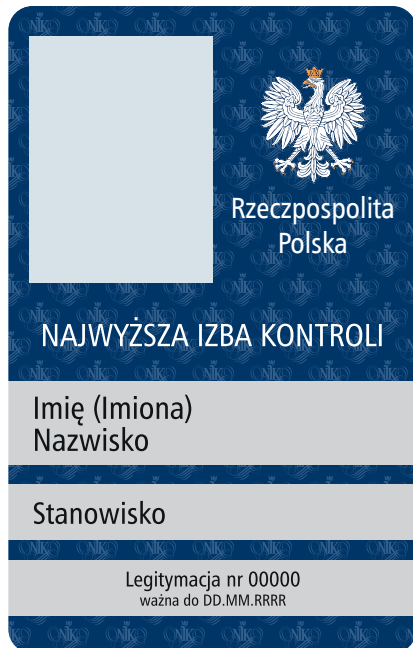 Rzeczpospolita
Polska
NAJWYŻSZA IZBA KONTROLI
Imię (Imiona)
Nazwisko
Stanowisko
Legitymacja nr 00000
ważna do DD.MM.RRRR